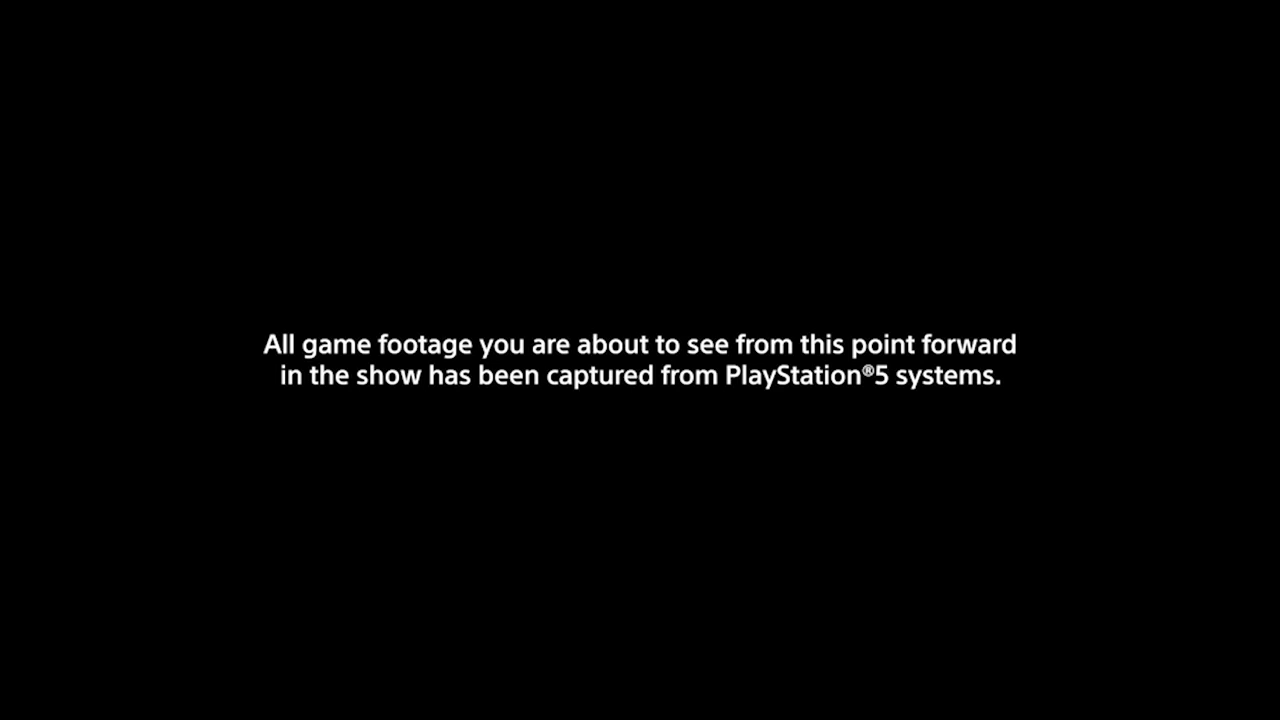 All game footage you are about to see from this point forward
in the show has been captured from PlayStation®5 systems.